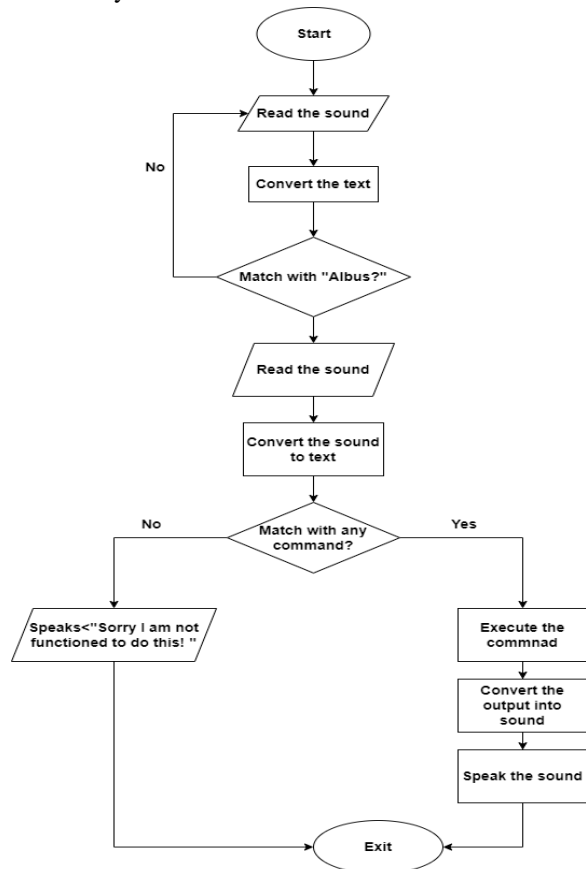 Start
Read the sound
No
Convert the text
Match with "Albus?"
Read the sound
Convert the sound
to text
No
Match with any
command?
Yes
Speaks<"Sorry I am not
functioned to do this! "
Execute the
commnad
Convert the
output into
sound
Speak the sound
Exit